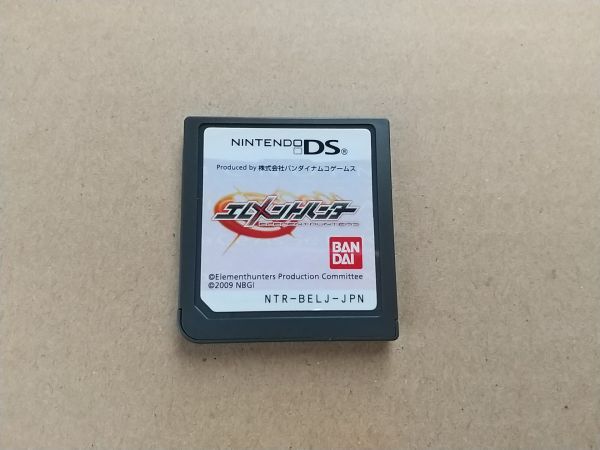 NINTENDO DS®
Produced by 株式会社バンダイナムコゲームス
エレメントハンター
ELEMENTHUNTERS
BAN
DAI
©Elementhunters Production Committee
©2009 NBGI
NTR-BELJ-JPN